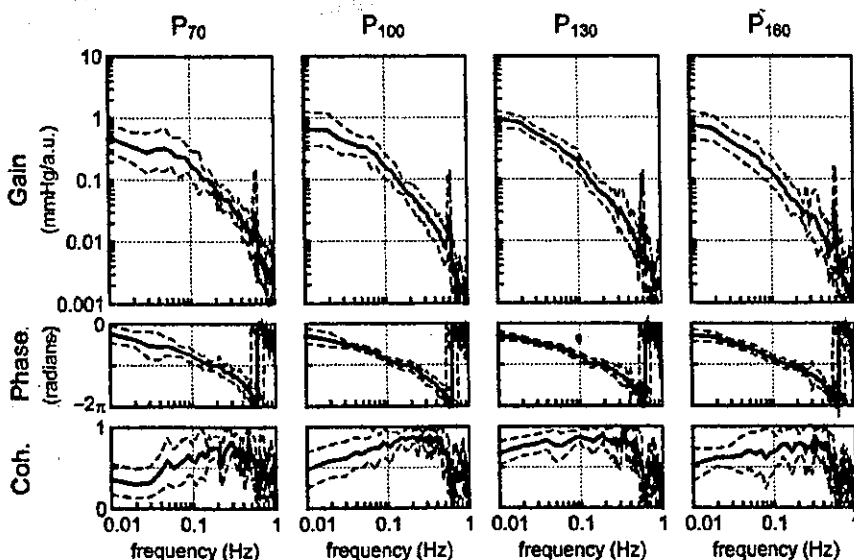 P70 P100 P130 P160
Gain
(mmHg/a.u.)
10
1
0.1
0.01
0.001
Phase.
(radians)
0
−2π
Coh.
1
0
0.01 0.1 1 0.01 0.1 1 0.01 0.1 1 0.01 0.1 1
frequency (Hz) frequency (Hz) frequency (Hz) frequency (Hz)